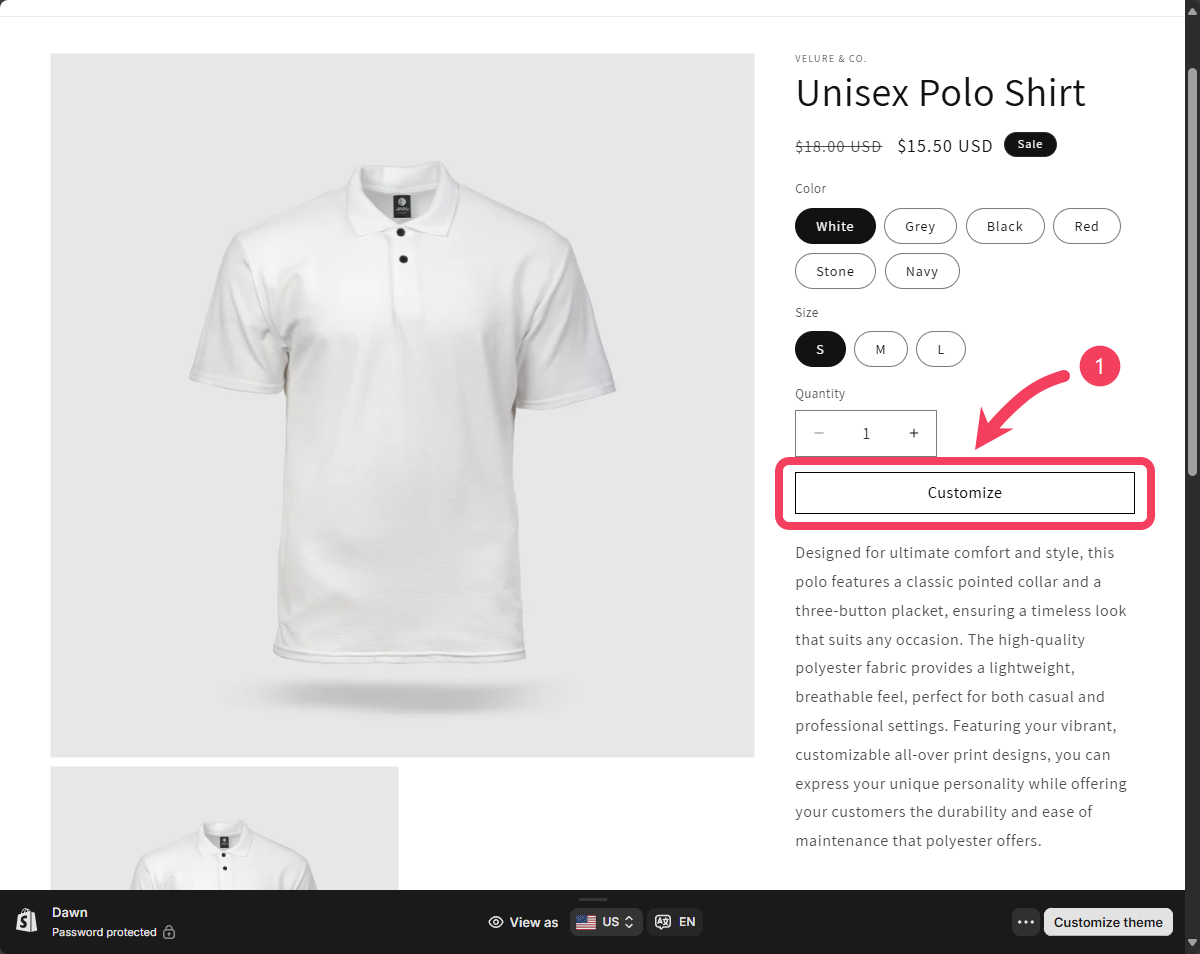 VELURE & CO.
Unisex Polo Shirt
$18.00 USD $15.50 USD Sale
Color
White Grey Black Red
Stone Navy
Size
S M L
1
Quantity
− 1 +
Customize
Designed for ultimate comfort and style, this
polo features a classic pointed collar and a
three-button placket, ensuring a timeless look
that suits any occasion. The high-quality
polyester fabric provides a lightweight,
breathable feel, perfect for both casual and
professional settings. Featuring your vibrant,
customizable all-over print designs, you can
express your unique personality while offering
your customers the durability and ease of
maintenance that polyester offers.
Dawn
Password protected
View as US EN
Customize theme